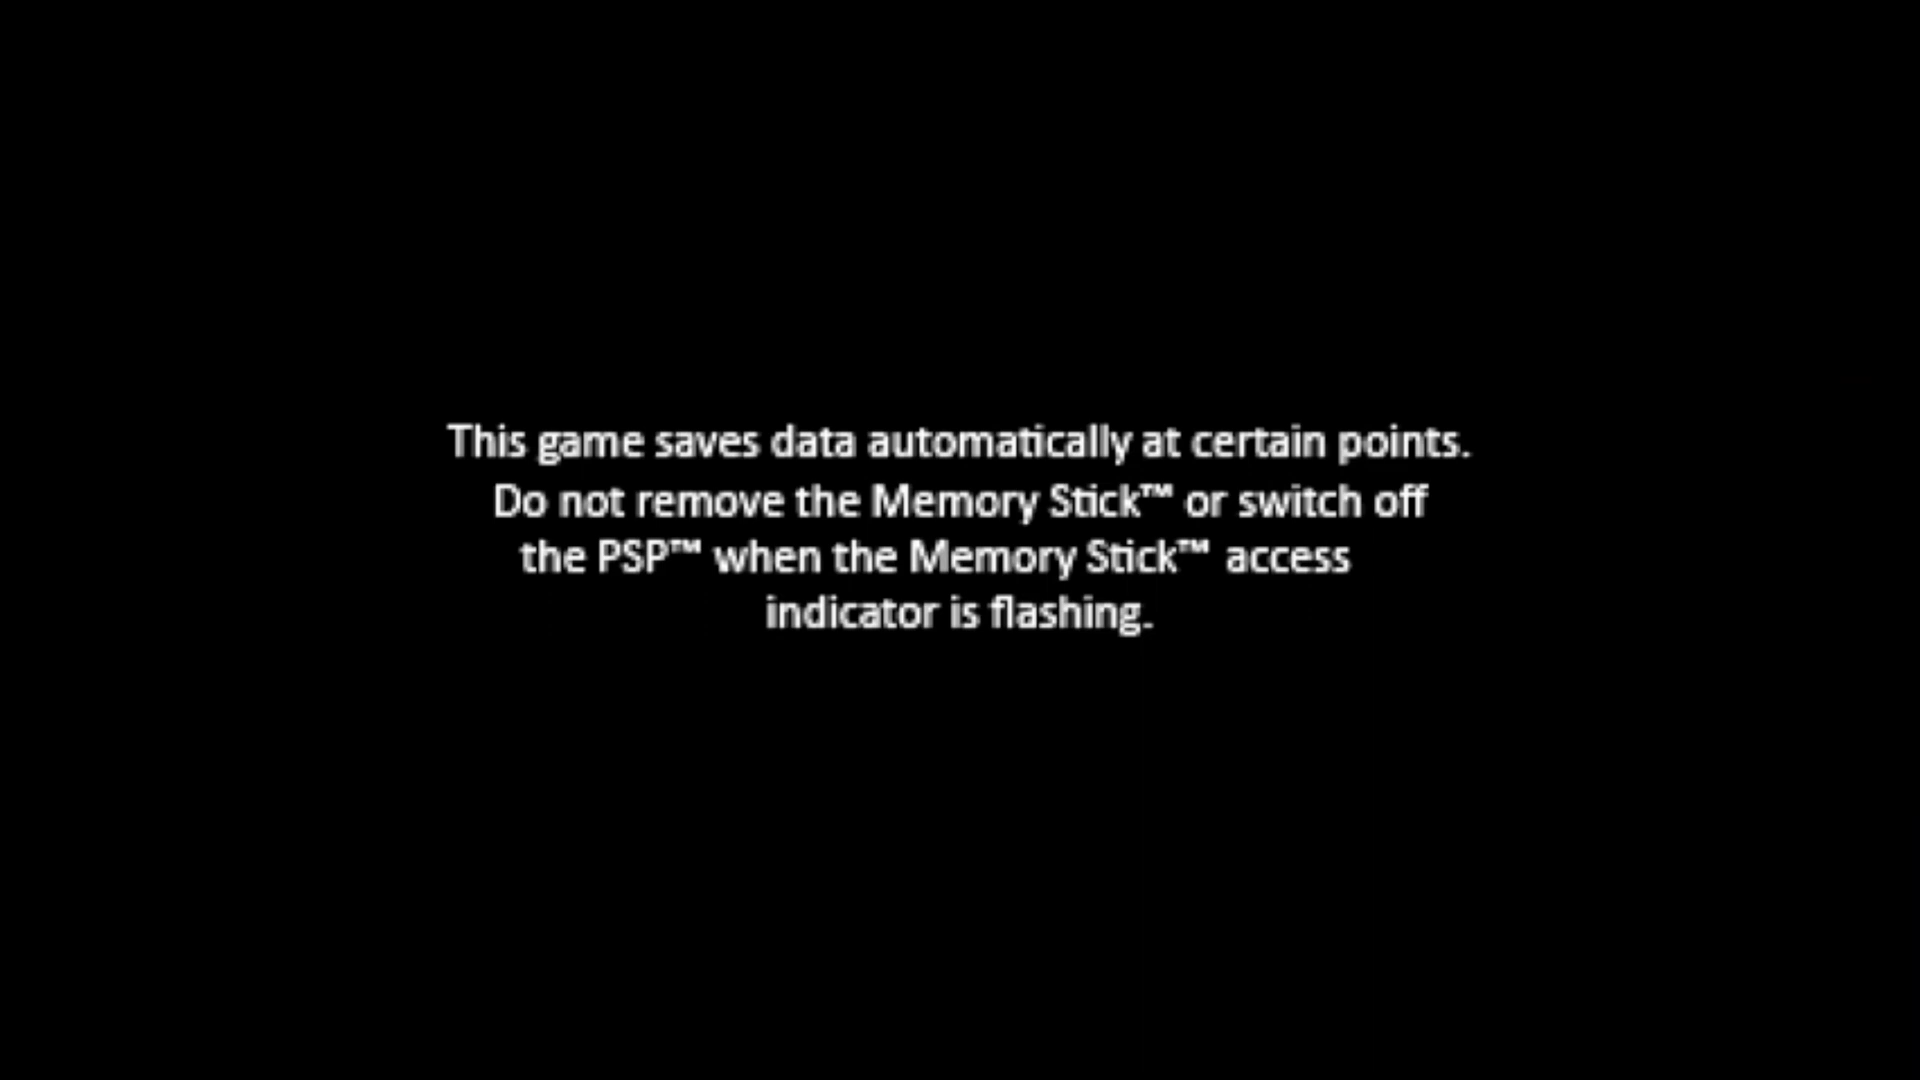 This game saves data automatically at certain points.
Do not remove the Memory Stick™ or switch off
the PSP™ when the Memory Stick™ access
indicator is flashing.